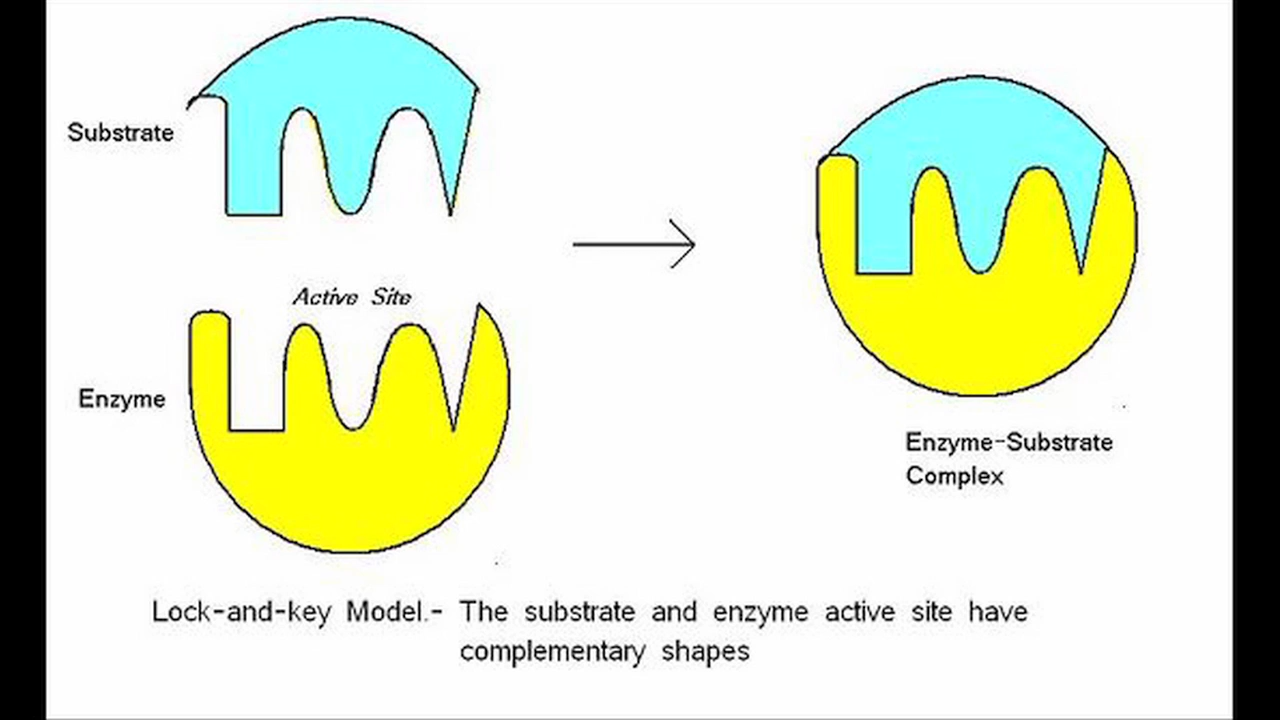 Substrate
Active Site
Enzyme
Enzyme-Substrate
Complex
Lock-and-key Model.- The substrate and enzyme active site have
complementary shapes